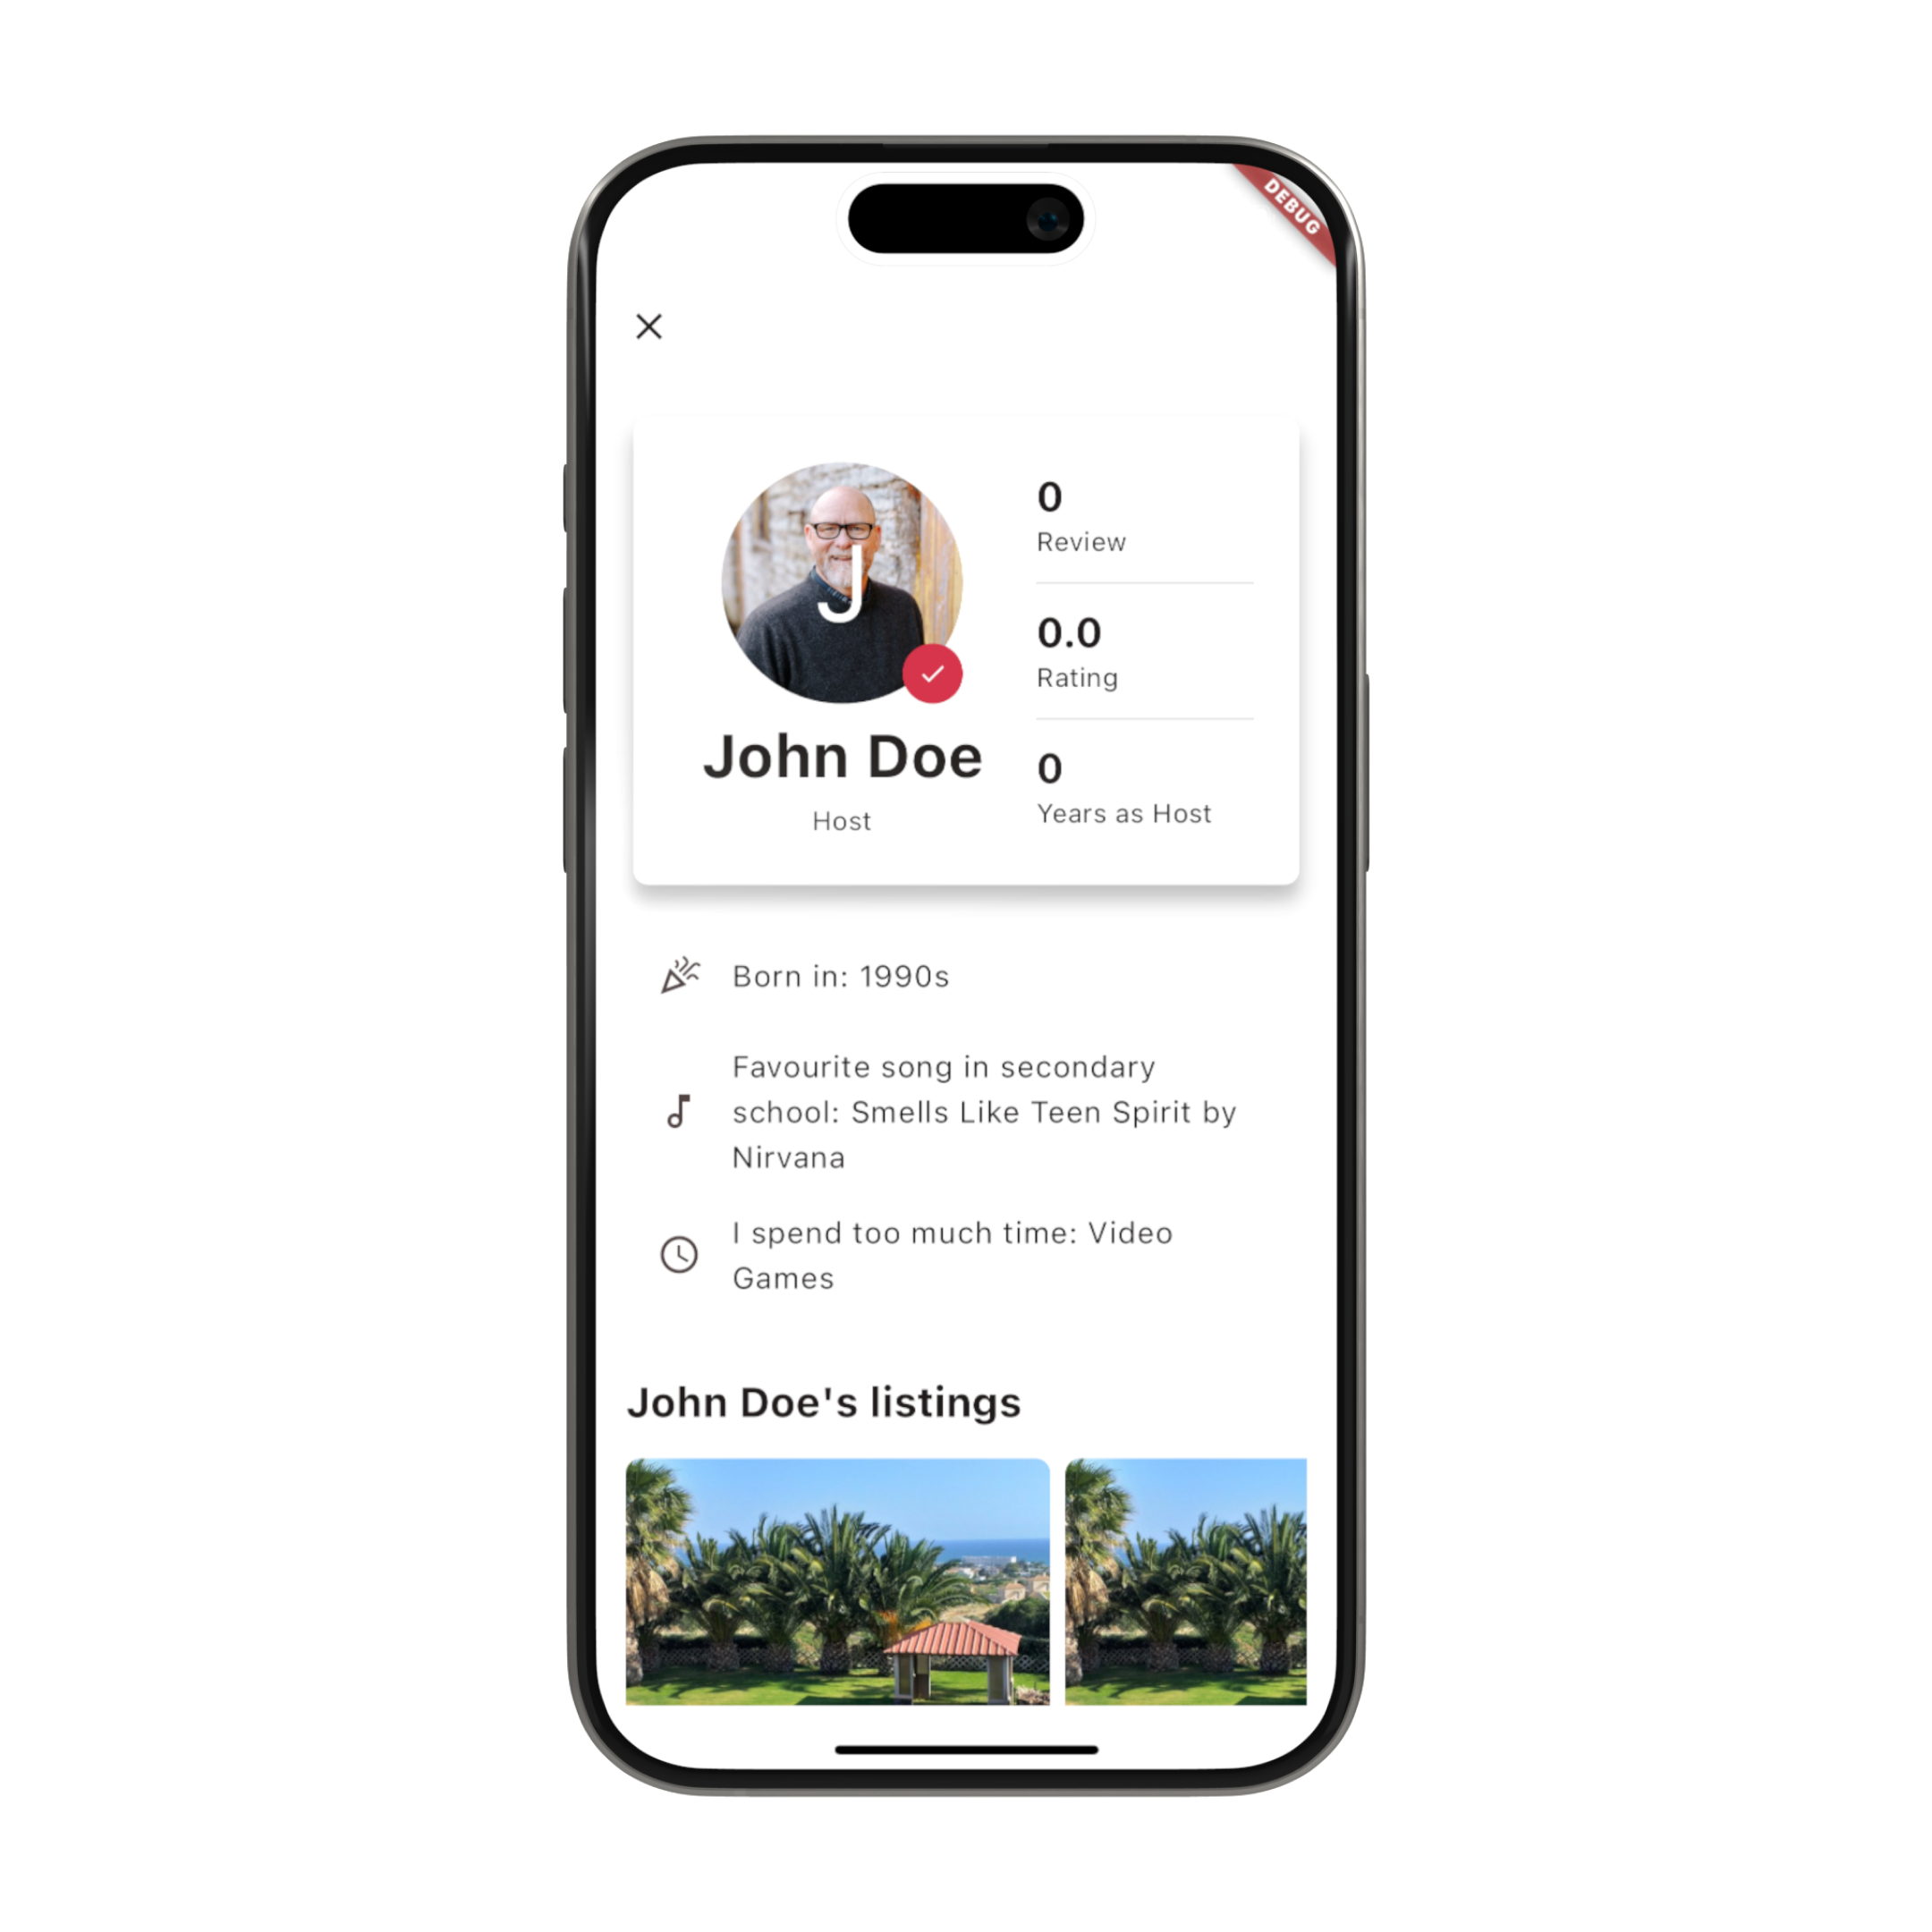 DEBUG
J
John Doe
Host
0
Review
0.0
Rating
0
Years as Host
Born in: 1990s
Favourite song in secondary
school: Smells Like Teen Spirit by
Nirvana
I spend too much time: Video
Games
John Doe's listings